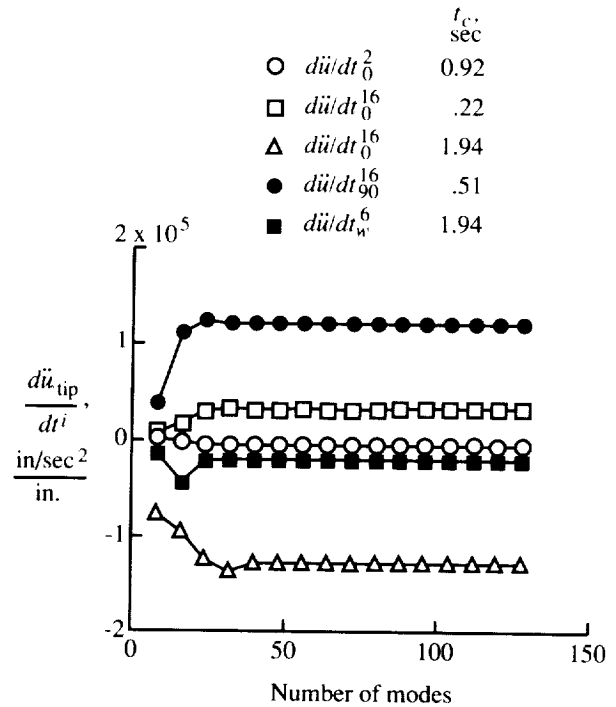 t_c, sec
○ dü/dt_0^2 0.92
□ dü/dt_0^16 .22
△ dü/dt_0^16 1.94
● dü/dt_90^16 .51
■ dü/dt_w^6 1.94
2 x 10^5
1
0
-1
-2
dü_tip/dt^i,
in/sec^2/in.
0 50 100 150
Number of modes